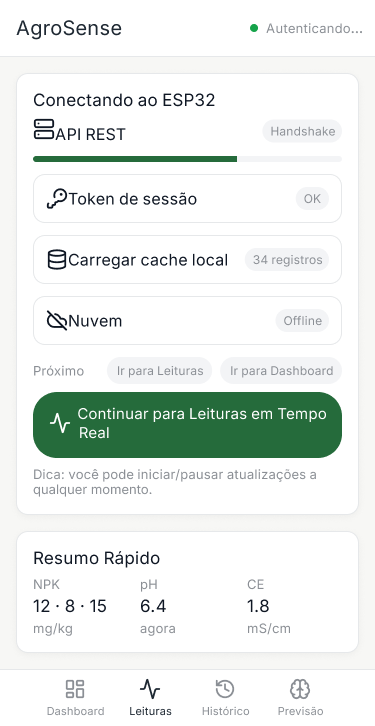 AgroSense
Autenticando...
Conectando ao ESP32
API REST
Handshake
Token de sessão
OK
Carregar cache local
34 registros
Nuvem
Offline
Próximo
Ir para Leituras
Ir para Dashboard
Continuar para Leituras em Tempo
Real
Dica: você pode iniciar/pausar atualizações a
qualquer momento.
Resumo Rápido
NPK
pH
CE
12 · 8 · 15
6.4
1.8
mg/kg
agora
mS/cm
Dashboard
Leituras
Histórico
Previsão